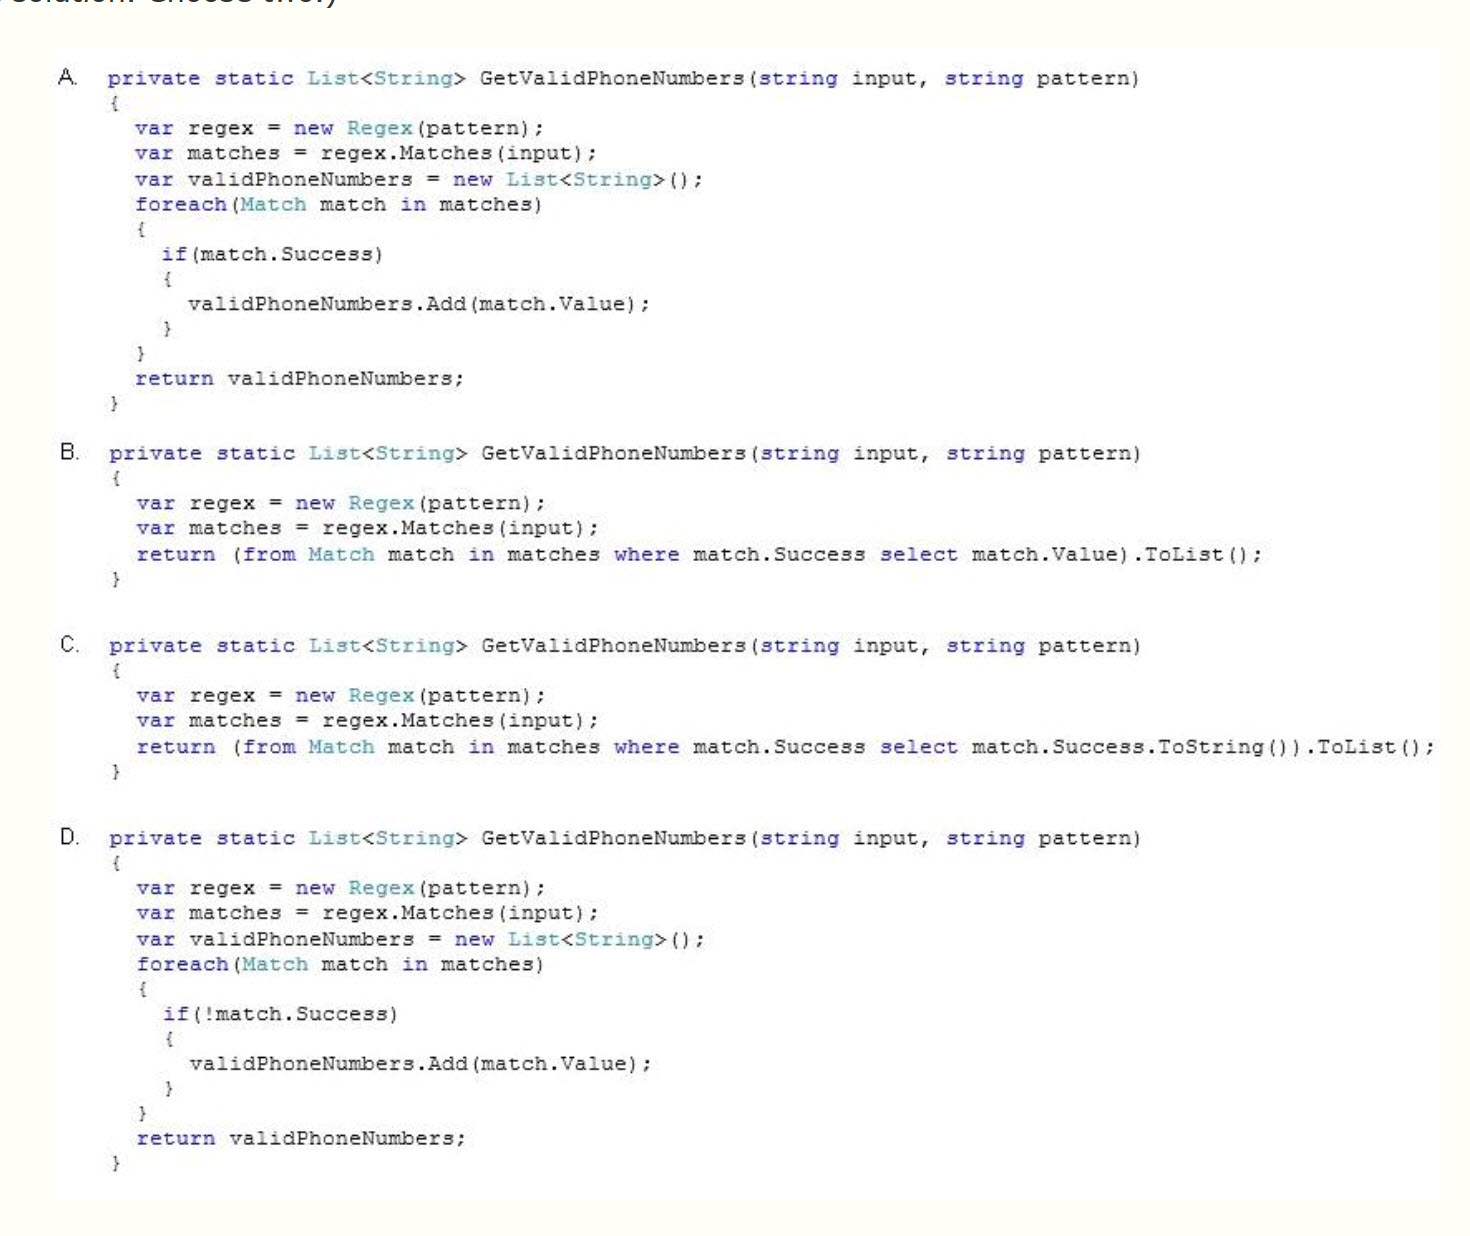 solution. Choose two.)
A. private static List<String> GetValidPhoneNumbers(string input, string pattern)
{
var regex = new Regex(pattern);
var matches = regex.Matches(input);
var validPhoneNumbers = new List<String>();
foreach(Match match in matches)
{
if(match.Success)
{
validPhoneNumbers.Add(match.Value);
}
}
return validPhoneNumbers;
}
B. private static List<String> GetValidPhoneNumbers(string input, string pattern)
{
var regex = new Regex(pattern);
var matches = regex.Matches(input);
return (from Match match in matches where match.Success select match.Value).ToList();
}
C. private static List<String> GetValidPhoneNumbers(string input, string pattern)
{
var regex = new Regex(pattern);
var matches = regex.Matches(input);
return (from Match match in matches where match.Success select match.Success.ToString()).ToList();
}
D. private static List<String> GetValidPhoneNumbers(string input, string pattern)
{
var regex = new Regex(pattern);
var matches = regex.Matches(input);
var validPhoneNumbers = new List<String>();
foreach(Match match in matches)
{
if(!match.Success)
{
validPhoneNumbers.Add(match.Value);
}
}
return validPhoneNumbers;
}